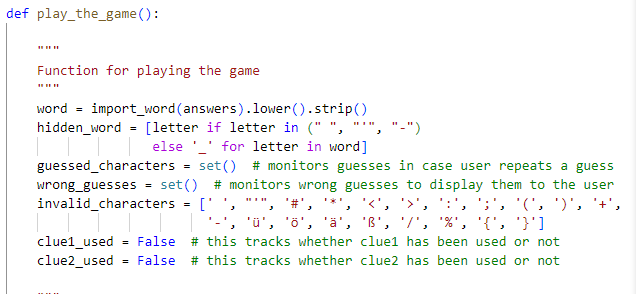 def play_the_game():
"""
Function for playing the game
"""
word = import_word(answers).lower().strip()
hidden_word = [letter if letter in (" ", "'", "-")
else '_' for letter in word]
guessed_characters = set()  # monitors guesses in case user repeats a guess
wrong_guesses = set()  # monitors wrong guesses to display them to the user
invalid_characters = [' ', "'", '#', '*', '<', '>', ':', ';', '(', ')', '+',
'-', 'ü', 'ö', 'ä', 'ß', '/', '%', '{', '}']
clue1_used = False  # this tracks whether clue1 has been used or not
clue2_used = False  # this tracks whether clue2 has been used or not
"""